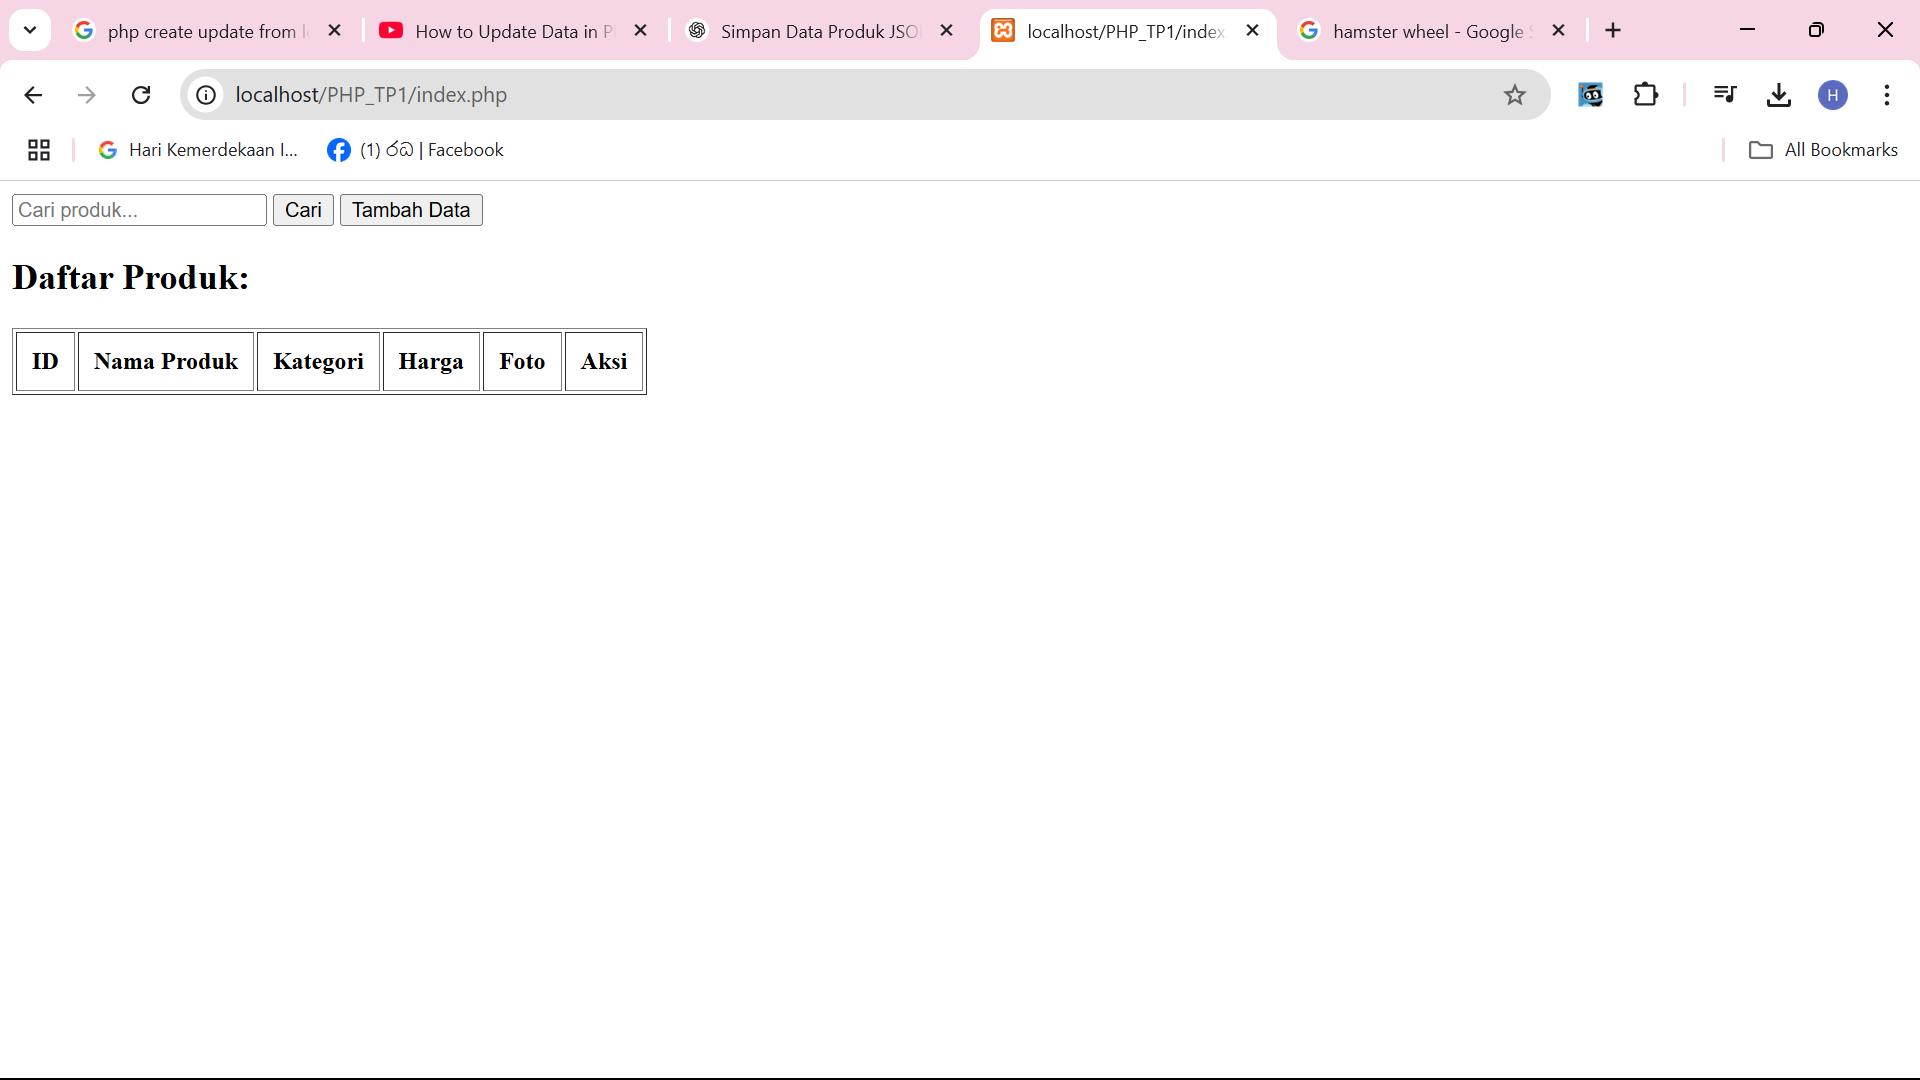 php create update from l
How to Update Data in P
Simpan Data Produk JSO
localhost/PHP_TP1/index
hamster wheel - Google S
localhost/PHP_TP1/index.php
H
Hari Kemerdekaan I...
(1) රධ | Facebook
All Bookmarks
Cari produk...
Cari
Tambah Data
Daftar Produk:
ID Nama Produk Kategori Harga Foto Aksi